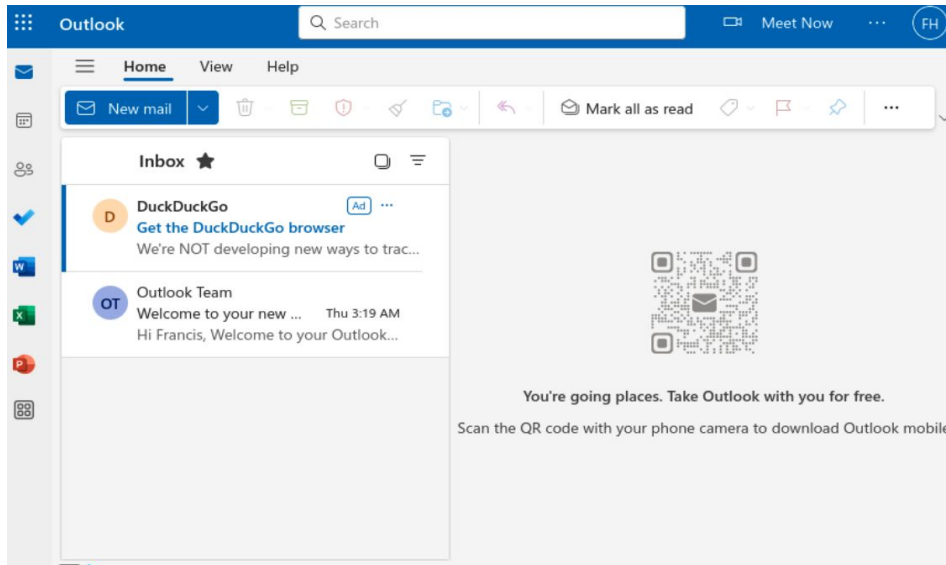 Outlook
Search
Meet Now
FH
Home View Help
New mail
Mark all as read
Inbox
D
DuckDuckGo
Ad
Get the DuckDuckGo browser
We're NOT developing new ways to trac...
OT
Outlook Team
Welcome to your new ... Thu 3:19 AM
Hi Francis, Welcome to your Outlook...
You're going places. Take Outlook with you for free.
Scan the QR code with your phone camera to download Outlook mobile